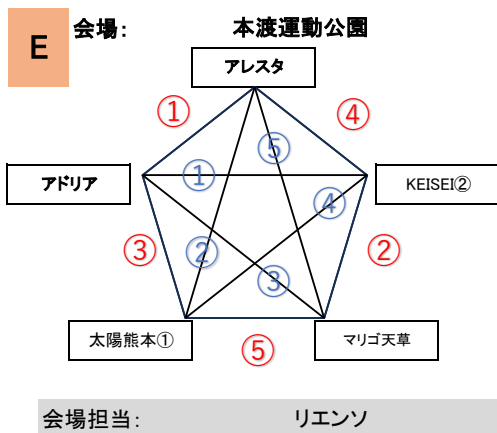 E
会場: 本渡運動公園
アレスタ
① ④
⑤
アドリア ① KEISEI②
④
③ ② ②
③
太陽熊本① マリゴ天草
⑤
会場担当: リエンソ